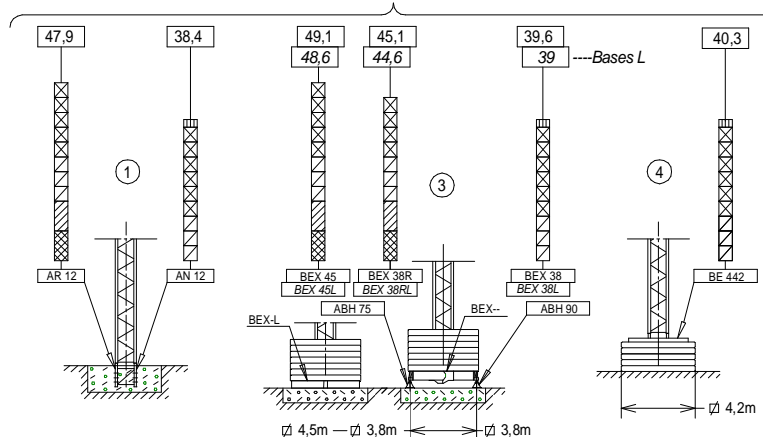 47,9 38,4 49,1 45,1 39,6 40,3
48,6 44,6 39 ----Bases L
1 3 4
AR 12 AN 12 BEX 45 BEX 38R BEX 38 BE 442
BEX 45L BEX 38RL BEX 38L
BEX-L ABH 75 BEX-- ABH 90
4,5m 3,8m 3,8m 4,2m